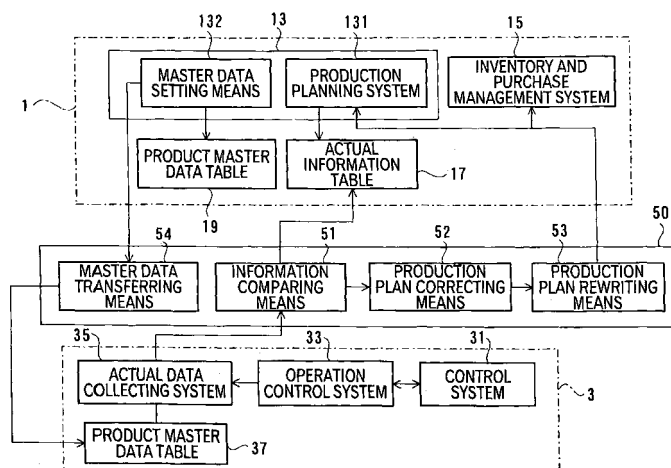 132
13
131
15
MASTER DATA
SETTING MEANS
PRODUCTION
PLANNING SYSTEM
INVENTORY AND
PURCHASE
MANAGEMENT SYSTEM
1
PRODUCT MASTER
DATA TABLE
ACTUAL
INFORMATION
TABLE
19
17
50
54
51
52
53
MASTER DATA
TRANSFERRING
MEANS
INFORMATION
COMPARING
MEANS
PRODUCTION
PLAN CORRECTING
MEANS
PRODUCTION
PLAN REWRITING
MEANS
35
33
31
ACTUAL DATA
COLLECTING SYSTEM
OPERATION
CONTROL SYSTEM
CONTROL
SYSTEM
3
PRODUCT MASTER
DATA TABLE
37